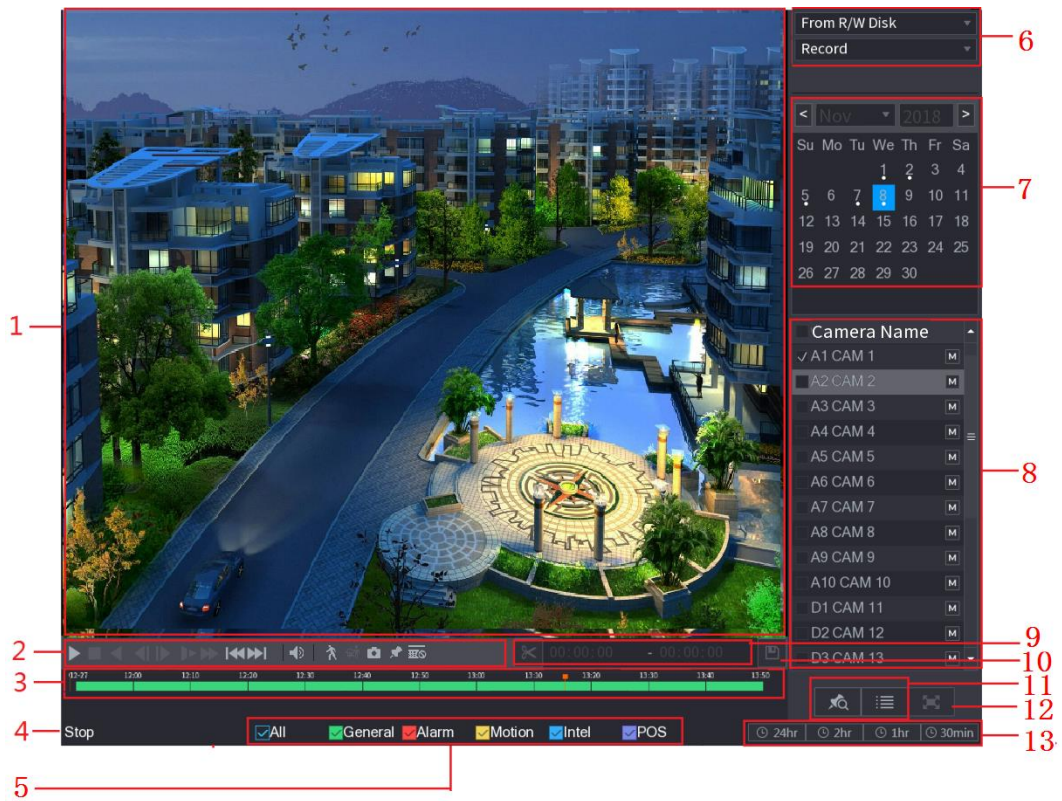 From R/W Disk
Record
6
< Nov 2018 >
Su Mo Tu We Th Fr Sa
1 2 3 4
5 6 7 8 9 10 11
12 13 14 15 16 17 18
19 20 21 22 23 24 25
26 27 28 29 30
7
1
Camera Name
A1 CAM 1 M
A2 CAM 2 M
A3 CAM 3 M
A4 CAM 4 M
A5 CAM 5 M
A6 CAM 6 M
A7 CAM 7 M
A8 CAM 8 M
A9 CAM 9 M
A10 CAM 10 M
D1 CAM 11 M
D2 CAM 12 M
D3 CAM 13 M
8
2
00:00:00 - 00:00:00
9
10
3
12:27 12:00 12:10 12:20 12:30 12:40 12:50 13:00 13:10 13:20 13:30 13:40 13:50
11
12
4
Stop
All General Alarm Motion Intel POS
24hr 2hr 1hr 30min
13
5